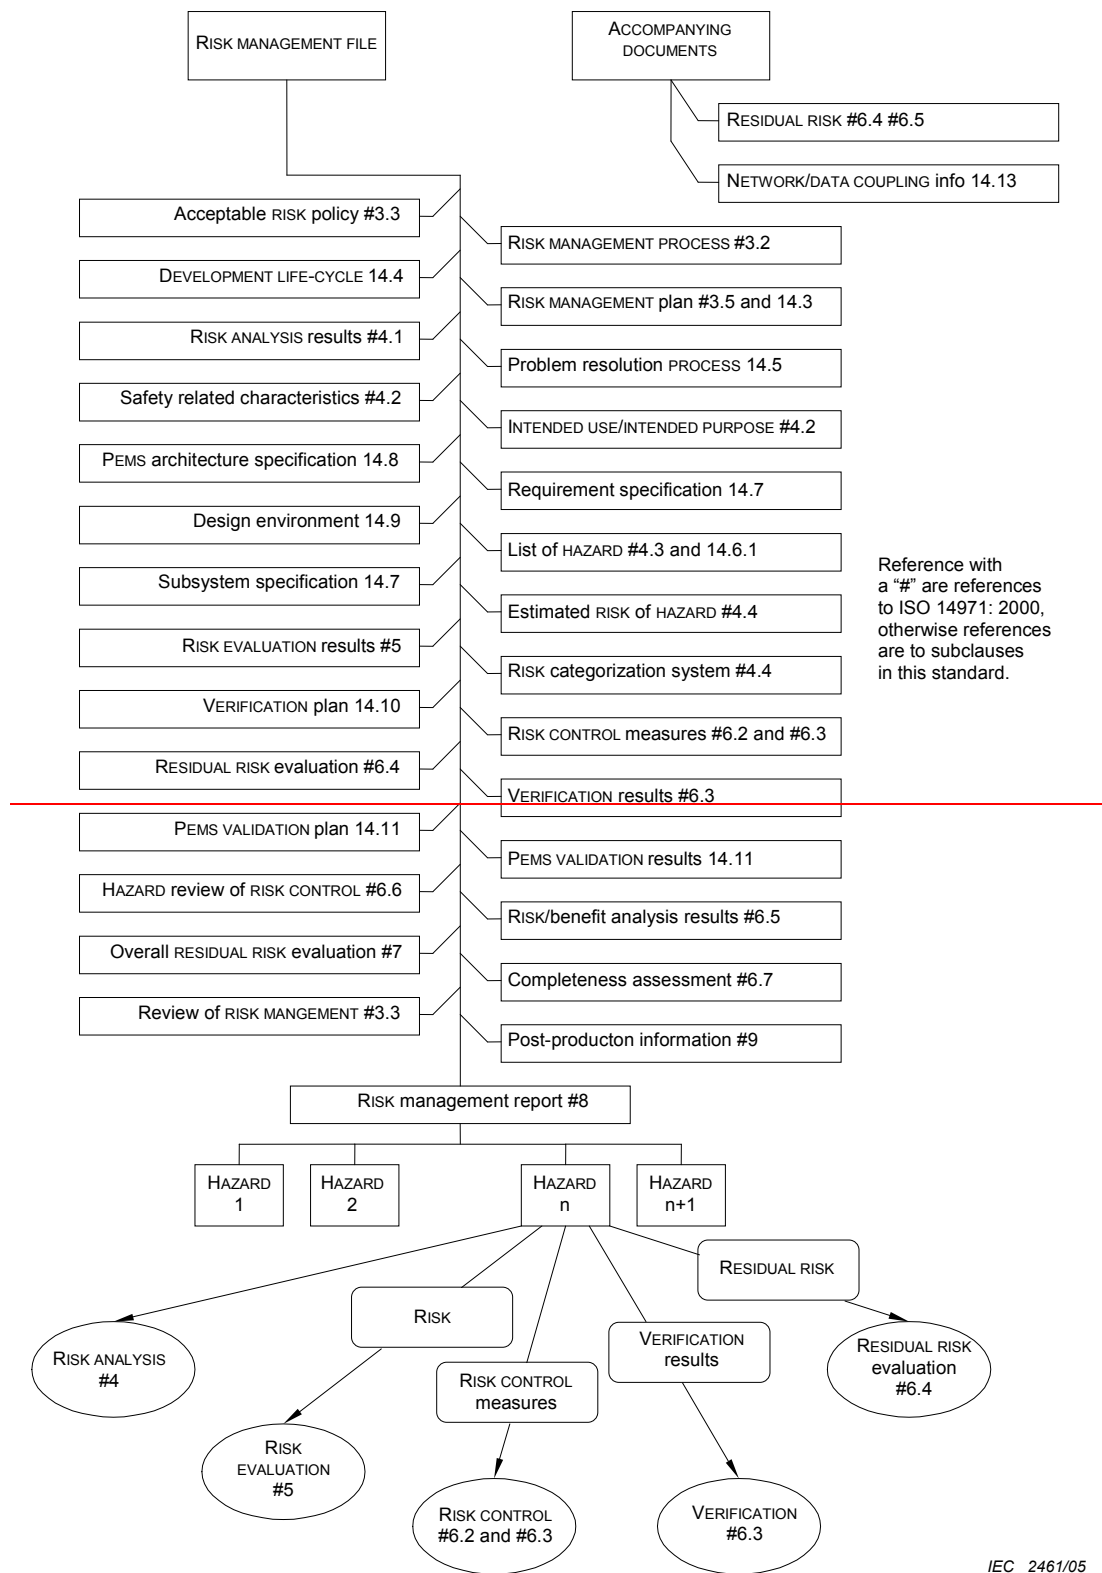 RISK MANAGEMENT FILE
ACCOMPANYING
DOCUMENTS
RESIDUAL RISK #6.4 #6.5
NETWORK/DATA COUPLING info 14.13
Acceptable RISK policy #3.3
RISK MANAGEMENT PROCESS #3.2
DEVELOPMENT LIFE-CYCLE 14.4
RISK MANAGEMENT plan #3.5 and 14.3
RISK ANALYSIS results #4.1
Problem resolution PROCESS 14.5
Safety related characteristics #4.2
INTENDED USE/INTENDED PURPOSE #4.2
PEMS architecture specification 14.8
Requirement specification 14.7
Design environment 14.9
List of HAZARD #4.3 and 14.6.1
Subsystem specification 14.7
Estimated RISK of HAZARD #4.4
RISK EVALUATION results #5
RISK categorization system #4.4
VERIFICATION plan 14.10
RISK CONTROL measures #6.2 and #6.3
RESIDUAL RISK evaluation #6.4
VERIFICATION results #6.3
PEMS VALIDATION plan 14.11
PEMS VALIDATION results 14.11
HAZARD review of RISK CONTROL #6.6
RISK/benefit analysis results #6.5
Overall RESIDUAL RISK evaluation #7
Completeness assessment #6.7
Review of RISK MANGEMENT #3.3
Post-producton information #9
Reference with
a “#” are references
to ISO 14971: 2000,
otherwise references
are to subclauses
in this standard.
RISK management report #8
HAZARD
1
HAZARD
2
HAZARD
n
HAZARD
n+1
RESIDUAL RISK
RISK
VERIFICATION
results
RISK CONTROL
measures
RISK ANALYSIS
#4
RESIDUAL RISK
evaluation
#6.4
RISK
EVALUATION
#5
RISK CONTROL
#6.2 and #6.3
VERIFICATION
#6.3
IEC 2461/05